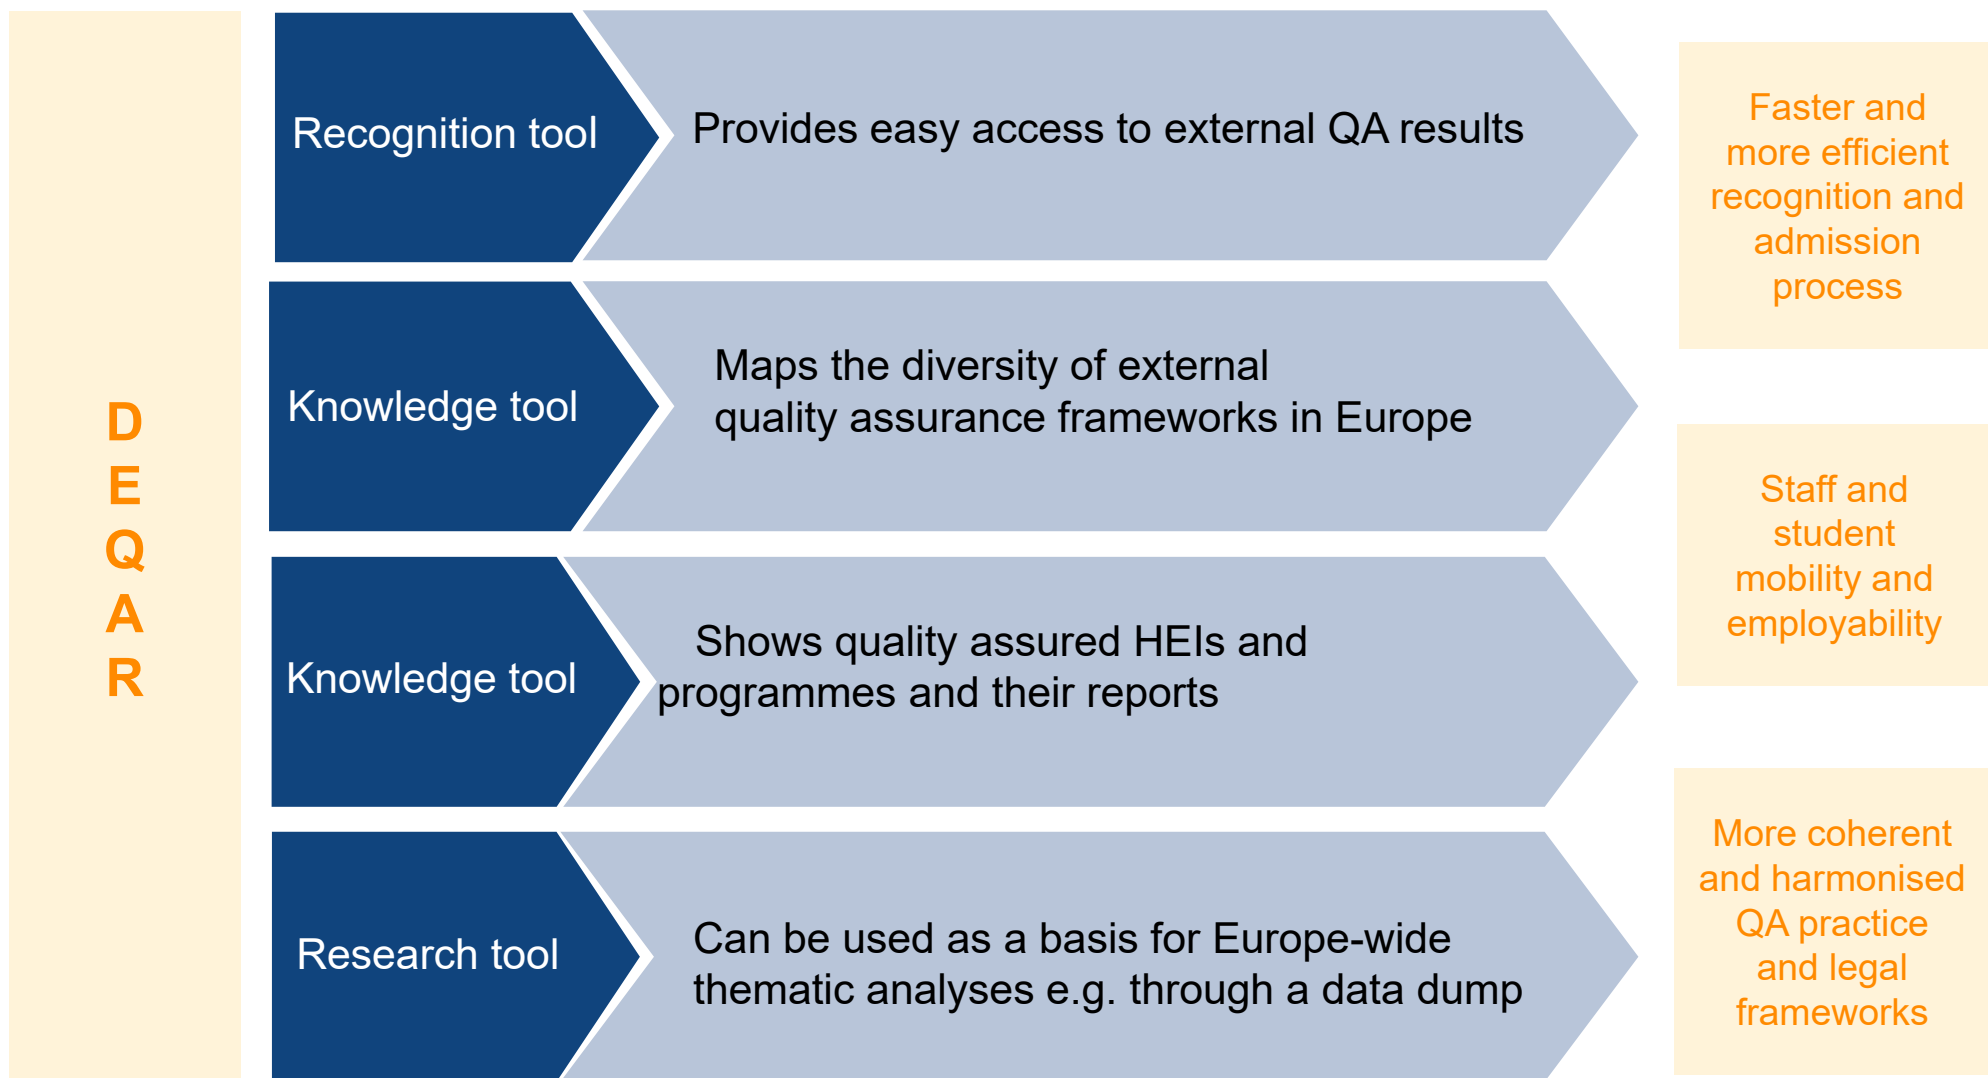 D
E
Q
A
R
Recognition tool
Provides easy access to external QA results
Knowledge tool
Maps the diversity of external
quality assurance frameworks in Europe
Knowledge tool
Shows quality assured HEIs and
programmes and their reports
Research tool
Can be used as a basis for Europe-wide
thematic analyses e.g. through a data dump
Faster and
more efficient
recognition and
admission
process
Staff and
student
mobility and
employability
More coherent
and harmonised
QA practice
and legal
frameworks